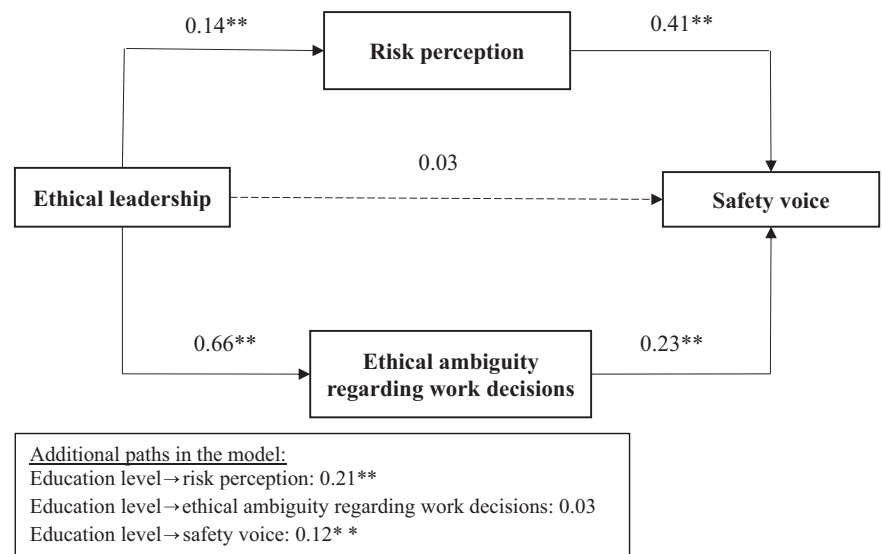 0.14**
0.41**
Risk perception
0.03
Ethical leadership
Safety voice
0.66**
0.23**
Ethical ambiguity
regarding work decisions
Additional paths in the model:
Education level→risk perception: 0.21**
Education level→ethical ambiguity regarding work decisions: 0.03
Education level→safety voice: 0.12* *